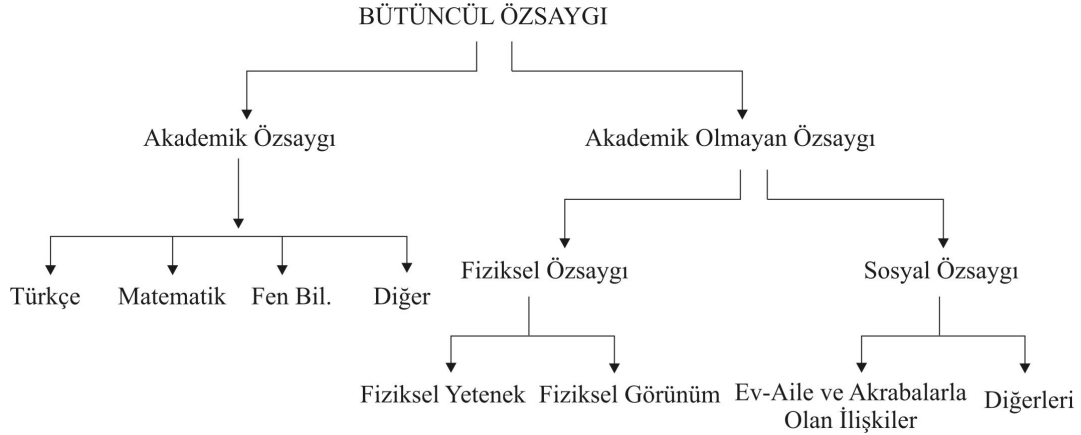 BÜTÜNCÜL ÖZSAYGI
Akademik Özsaygı
Akademik Olmayan Özsaygı
Türkçe
Matematik
Fen Bil.
Diğer
Fiziksel Özsaygı
Sosyal Özsaygı
Fiziksel Yetenek
Fiziksel Görünüm
Ev-Aile ve Akrabalarla
Olan İlişkiler
Diğerleri